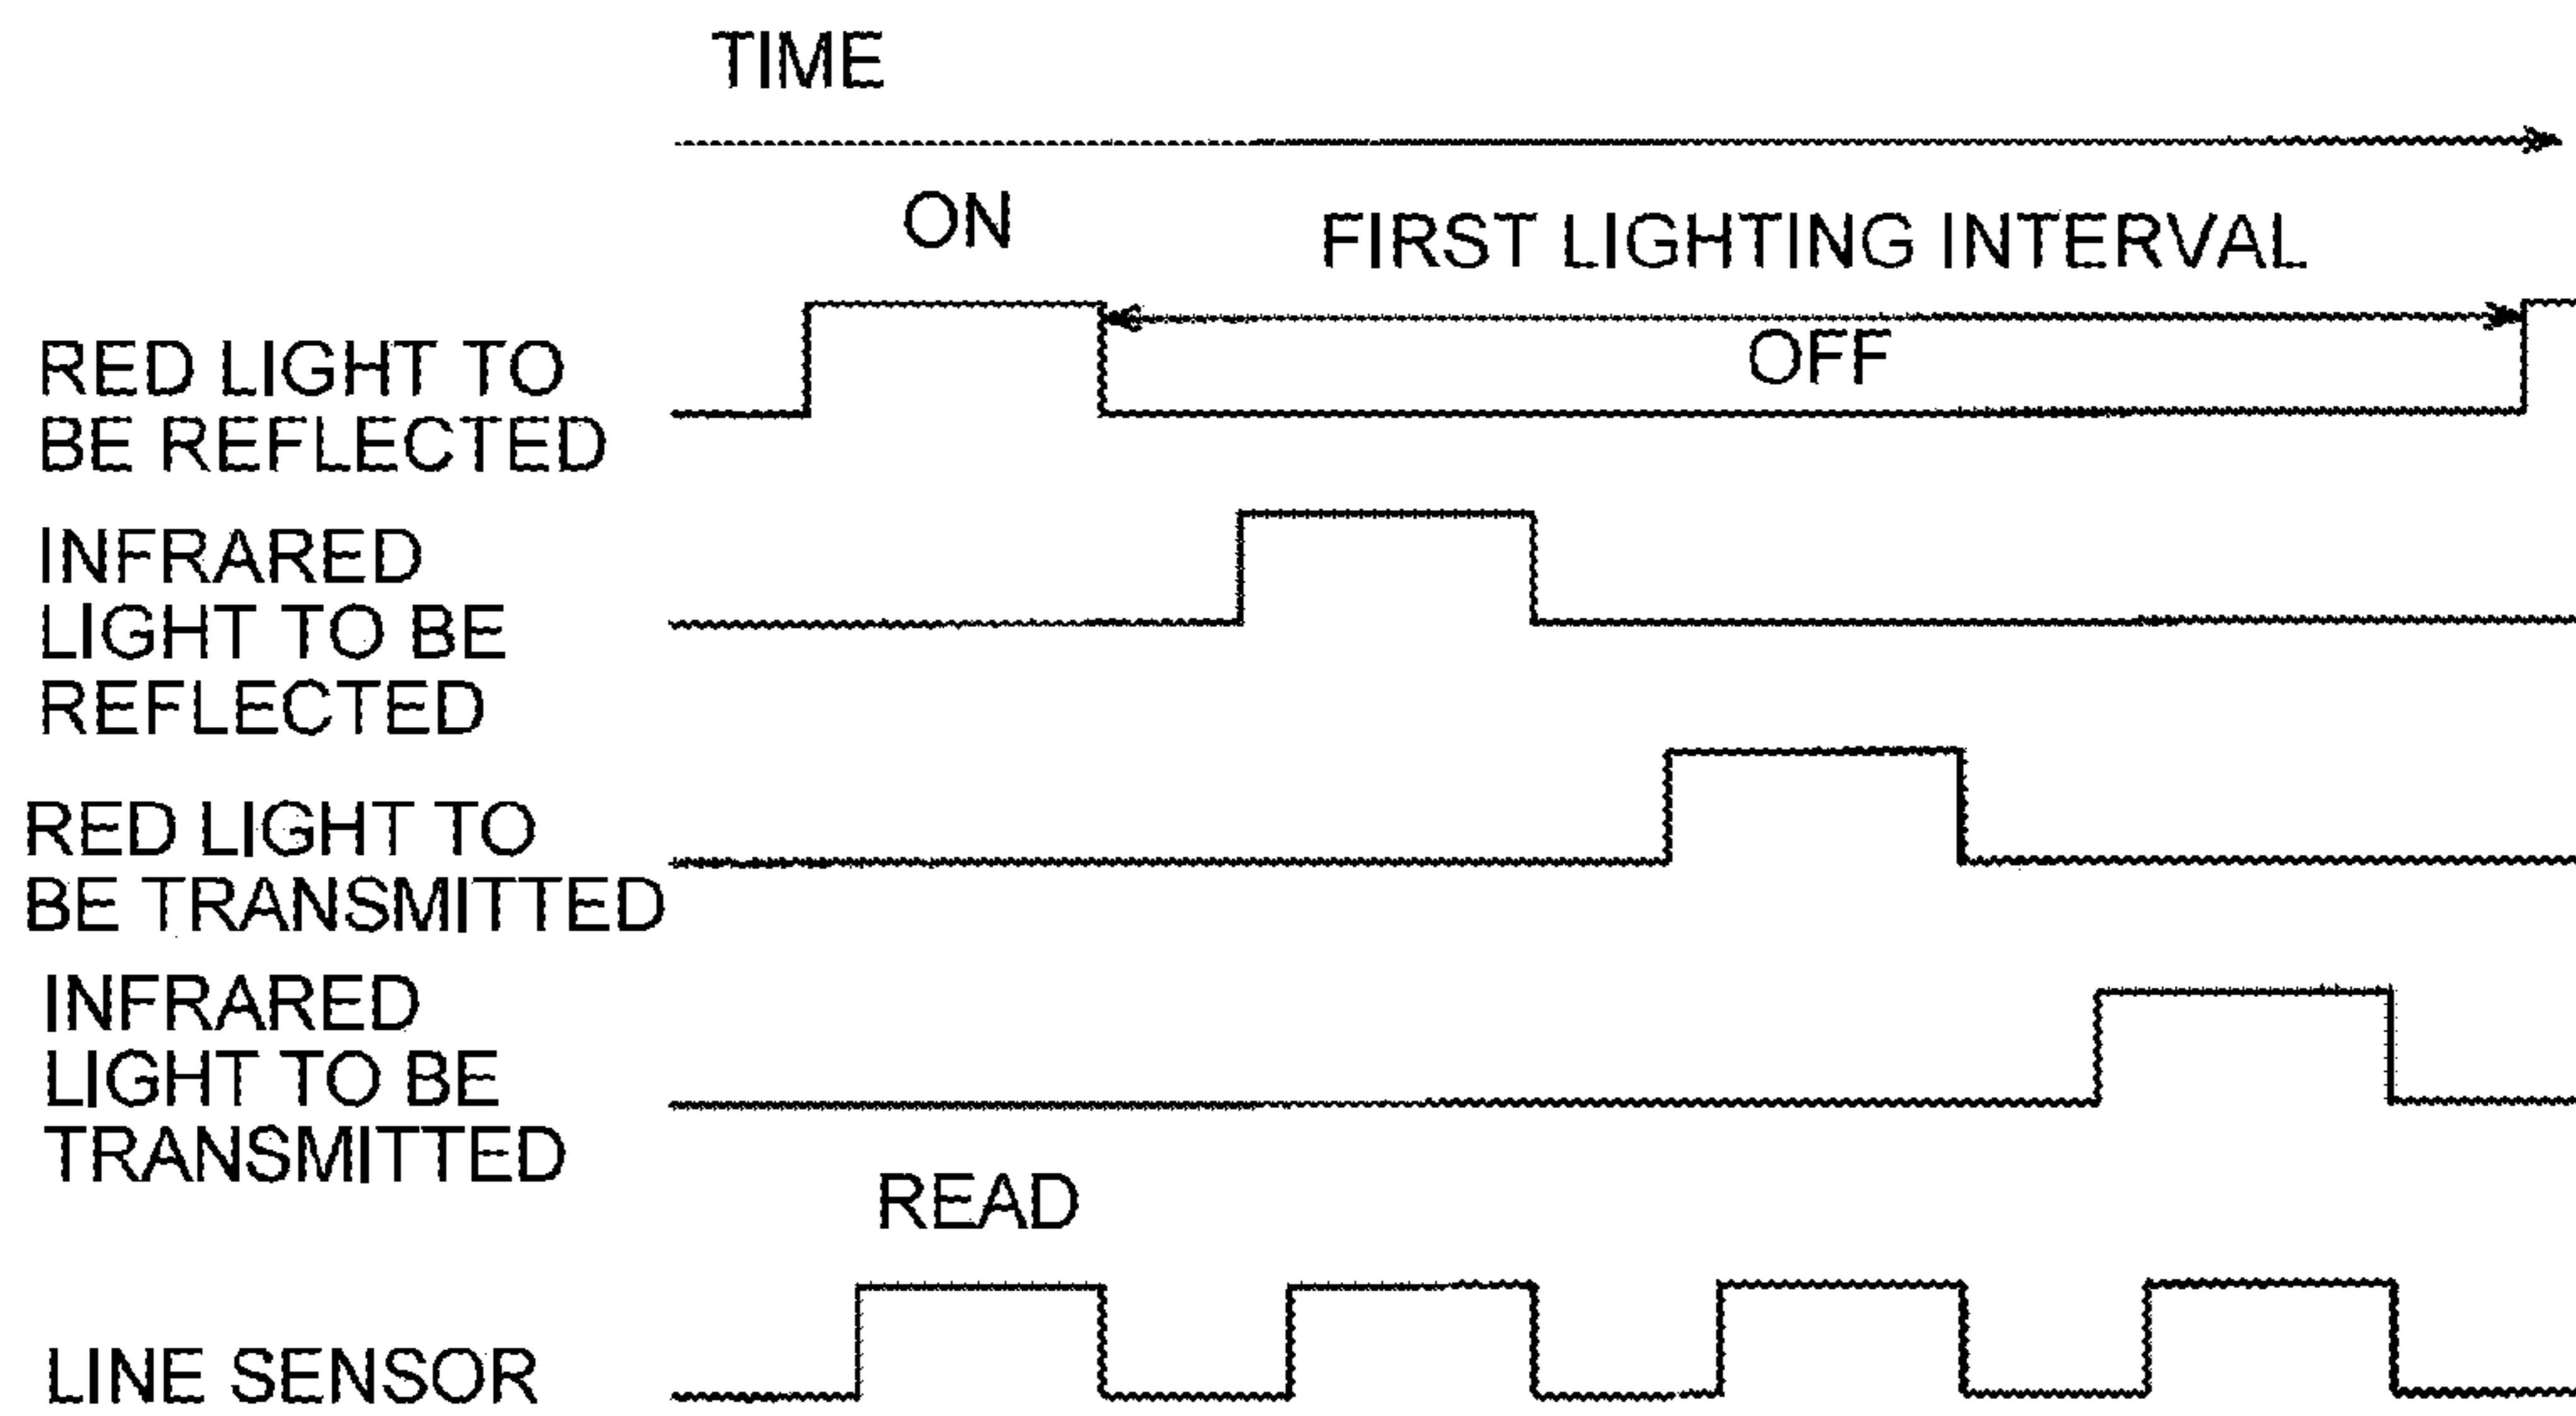 TIME
ON
FIRST LIGHTING INTERVAL
OFF
RED LIGHT TO
BE REFLECTED
INFRARED
LIGHT TO BE
REFLECTED
RED LIGHT TO
BE TRANSMITTED
INFRARED
LIGHT TO BE
TRANSMITTED
READ
LINE SENSOR